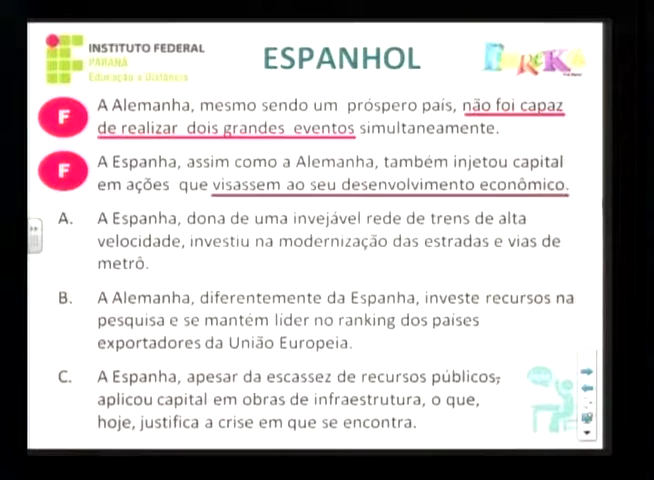 INSTITUTO FEDERAL
PARANÁ
Educação a Distância
ESPANHOL
EUREKA
F
A Alemanha, mesmo sendo um próspero país, não foi capaz
de realizar dois grandes eventos simultaneamente.
F
A Espanha, assim como a Alemanha, também injetou capital
em ações que visassem ao seu desenvolvimento econômico.
A. A Espanha, dona de uma invejável rede de trens de alta
velocidade, investiu na modernização das estradas e vias de
metrô.
B. A Alemanha, diferentemente da Espanha, investe recursos na
pesquisa e se mantém líder no ranking dos países
exportadores da União Europeia.
C. A Espanha, apesar da escassez de recursos públicos,
aplicou capital em obras de infraestrutura, o que,
hoje, justifica a crise em que se encontra.